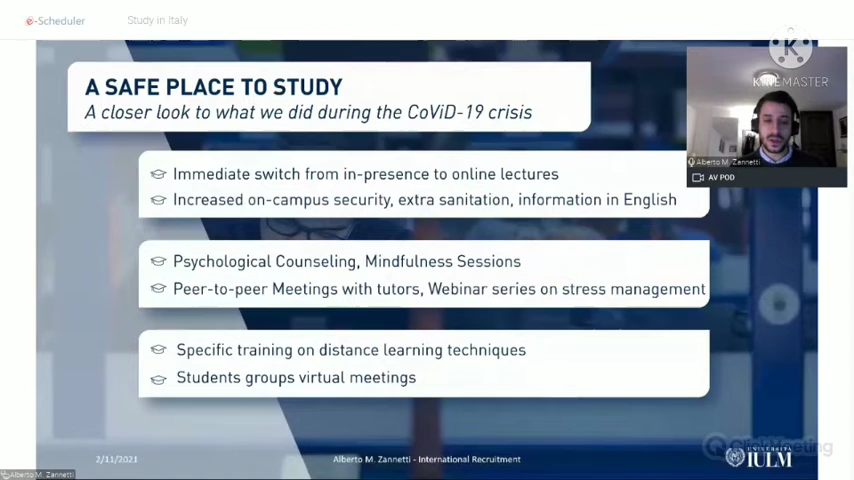 e-Scheduler
Study in Italy
A SAFE PLACE TO STUDY
A closer look to what we did during the CoViD-19 crisis
K
KINEMASTER
Alberto M. Zannetti
AV POD
Immediate switch from in-presence to online lectures
Increased on-campus security, extra sanitation, information in English
Psychological Counseling, Mindfulness Sessions
Peer-to-peer Meetings with tutors, Webinar series on stress management
Specific training on distance learning techniques
Students groups virtual meetings
ClickMeeting
2/11/2021
Alberto M. Zannetti - International Recruitment
UNIVERSITÀ
IULM
Alberto M. Zannetti